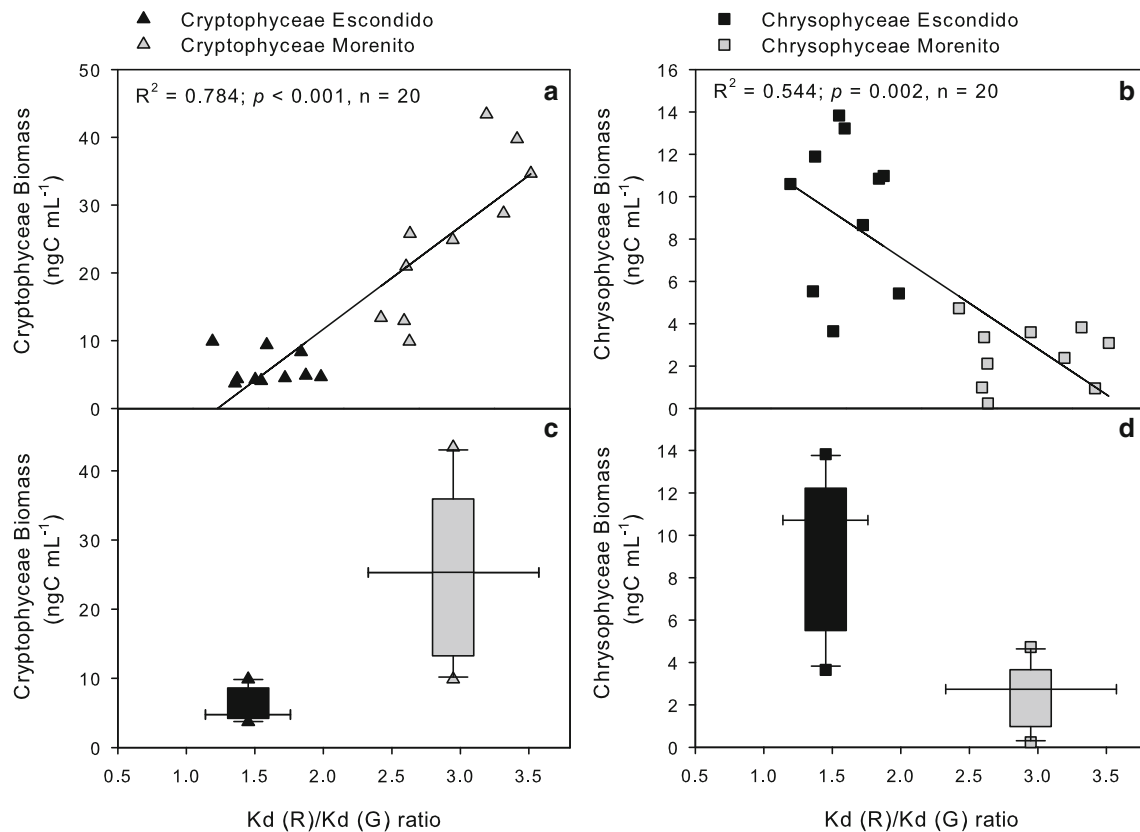 Cryptophyceae Escondido
Cryptophyceae Morenito
Chrysophyceae Escondido
Chrysophyceae Morenito
R² = 0.784; p < 0.001, n = 20
a
50
40
30
20
10
0
Cryptophyceae Biomass
(ngC mL⁻¹)
R² = 0.544; p = 0.002, n = 20
b
16
14
12
10
8
6
4
2
0
Chrysophyceae Biomass
(ngC mL⁻¹)
c
40
30
20
10
0
Cryptophyceae Biomass
(ngC mL⁻¹)
0.5 1.0 1.5 2.0 2.5 3.0 3.5
Kd (R)/Kd (G) ratio
d
14
12
10
8
6
4
2
0
Chrysophyceae Biomass
(ngC mL⁻¹)
0.5 1.0 1.5 2.0 2.5 3.0 3.5
Kd (R)/Kd (G) ratio